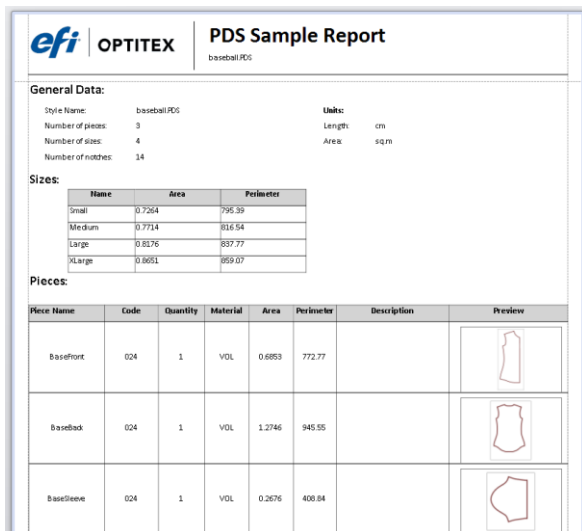 efi OPTITEX PDS Sample Report
baseball.PDS
General Data:
Style Name: baseball.PDS Units:
Number of pieces: 3 Length: cm
Number of sizes: 4 Area: sq.m
Number of notches: 14
Sizes:
Name Area Perimeter
Small 0.7264 795.39
Medium 0.7714 816.54
Large 0.8176 837.77
XLarge 0.8651 859.07
Pieces:
Piece Name Code Quantity Material Area Perimeter Description Preview
BaseFront 024 1 VOL 0.6853 772.77
BaseBack 024 1 VOL 1.2746 945.55
BaseSleeve 024 1 VOL 0.2676 408.84